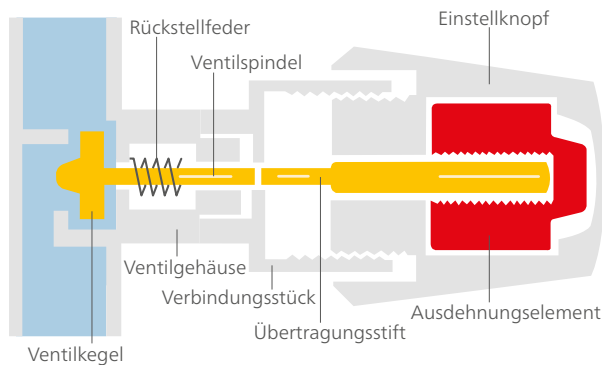 Einstellknopf
Rückstellfeder
Ventilspindel
Ventilgehäuse
Verbindungsstück
Ausdehnungselement
Übertragungsstift
Ventilkegel